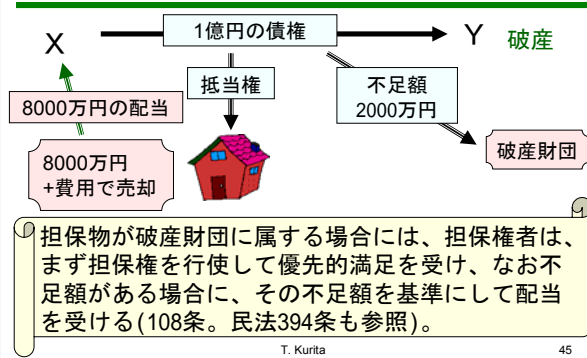 X
1億円の債権
Y 破産
抵当権
不足額
2000万円
8000万円の配当
8000万円
+費用で売却
破産財団
担保物が破産財団に属する場合には、担保権者は、
まず担保権を行使して優先的満足を受け、なお不
足額がある場合に、その不足額を基準にして配当
を受ける(108条。民法394条も参照)。
T. Kurita
45